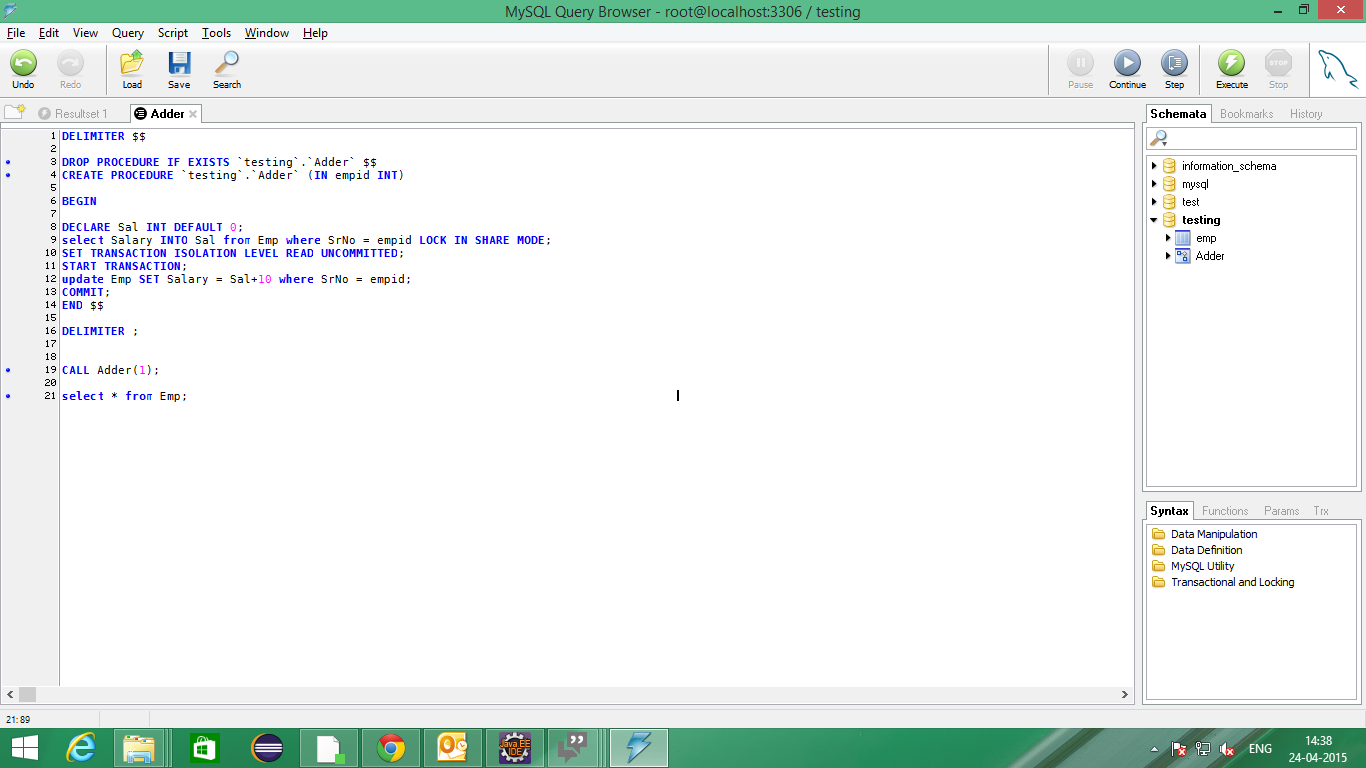 MySQL Query Browser - root@localhost:3306 / testing
File Edit View Query Script Tools Window Help
Undo Redo Load Save Search Pause Continue Step Execute STOP Stop
Resultset 1 Adder
Schemata Bookmarks History
1 DELIMITER $$
2
3 DROP PROCEDURE IF EXISTS `testing`.`Adder` $$
4 CREATE PROCEDURE `testing`.`Adder` (IN empid INT)
5
6 BEGIN
7
8 DECLARE Sal INT DEFAULT 0;
9 select Salary INTO Sal from Emp where SrNo = empid LOCK IN SHARE MODE;
10 SET TRANSACTION ISOLATION LEVEL READ UNCOMMITTED;
11 START TRANSACTION;
12 update Emp SET Salary = Sal+10 where SrNo = empid;
13 COMMIT;
14 END $$
15
16 DELIMITER ;
17
18
19 CALL Adder(1);
20
21 select * from Emp;
information_schema
mysql
test
testing
emp
Adder
Syntax Functions Params Trx
Data Manipulation
Data Definition
MySQL Utility
Transactional and Locking
21: 89
Java EE
IDE
ENG
14:38
24-04-2015